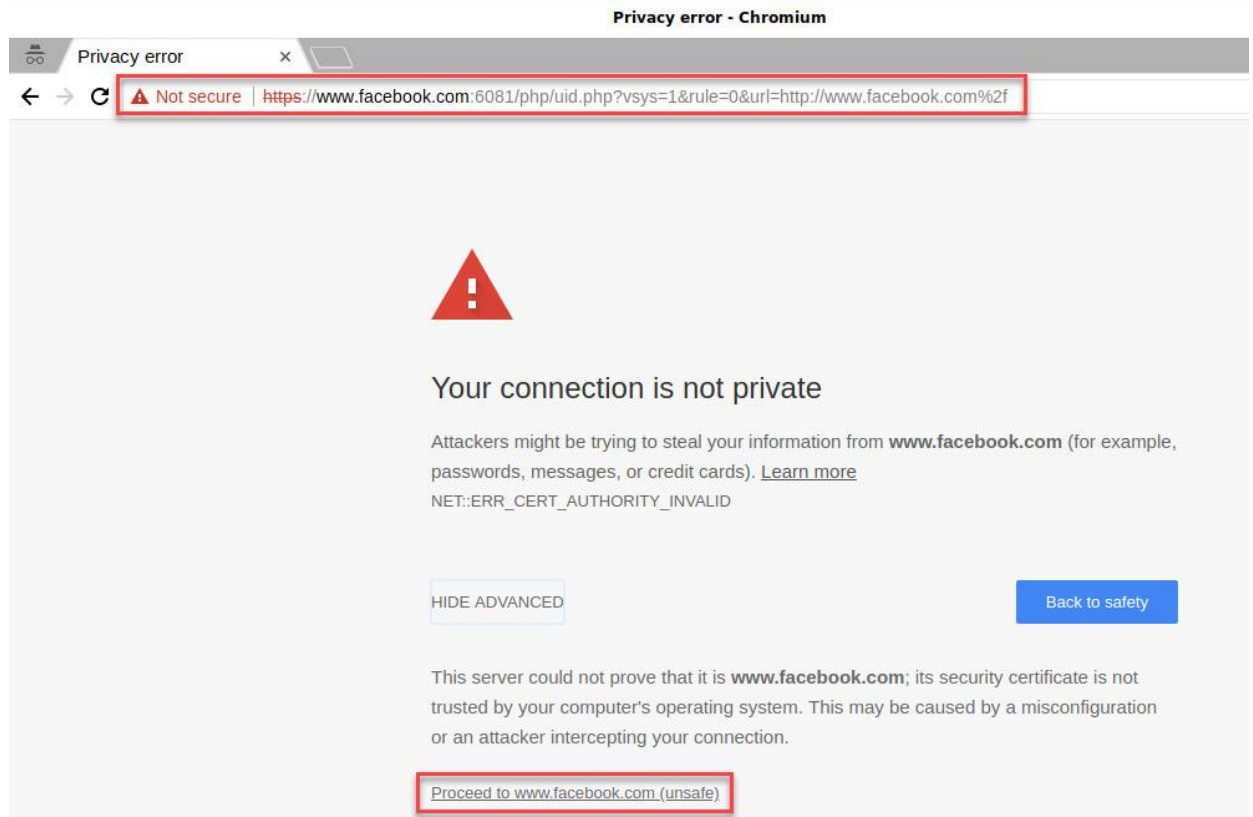 Privacy error - Chromium
Privacy error
Not secure | https://www.facebook.com:6081/php/uid.php?vsys=1&rule=0&url=http://www.facebook.com%2f
Your connection is not private
Attackers might be trying to steal your information from www.facebook.com (for example,
passwords, messages, or credit cards). Learn more
NET::ERR_CERT_AUTHORITY_INVALID
HIDE ADVANCED
Back to safety
This server could not prove that it is www.facebook.com; its security certificate is not
trusted by your computer's operating system. This may be caused by a misconfiguration
or an attacker intercepting your connection.
Proceed to www.facebook.com (unsafe)